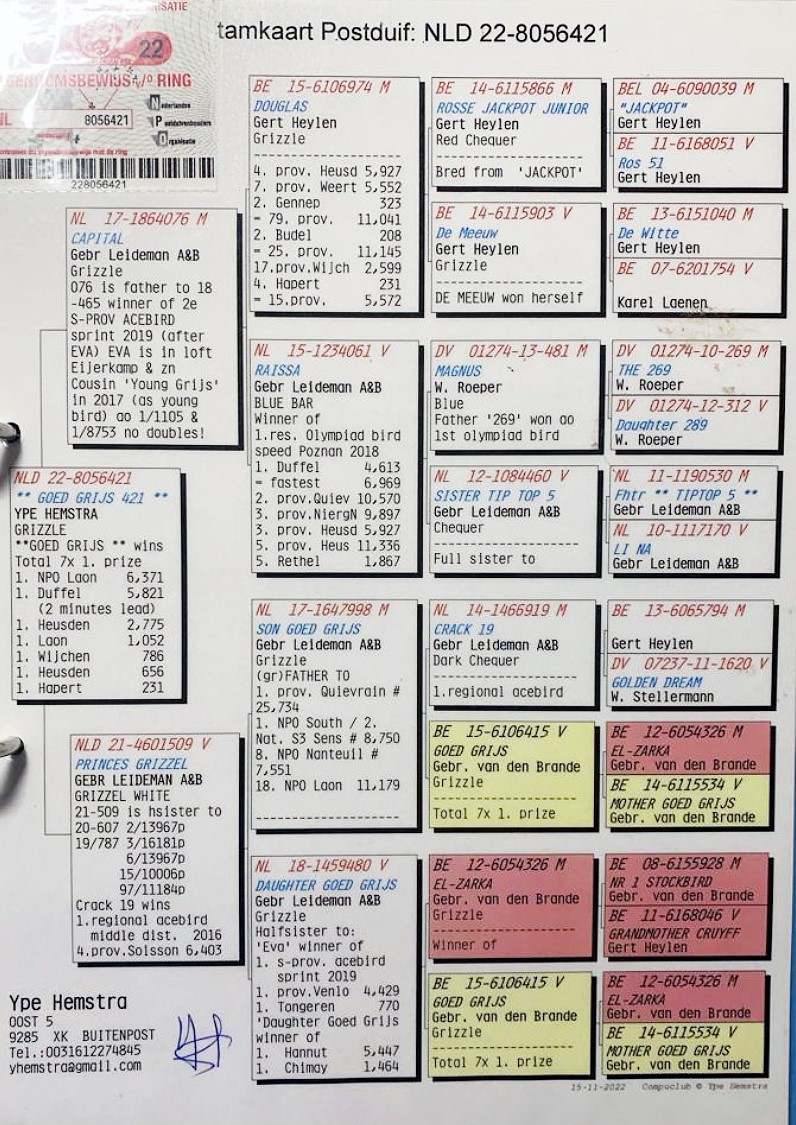 tamkaart Postduif: NLD 22-8056421
ISATIE
22
OMSBEWIJS V/D RING
NL 8056421
Nederlandse
Postduivenhouders
Organisatie
228056421
NLD 22-8056421
** GOED GRIJS 421 **
YPE HEMSTRA
GRIZZLE
**GOED GRIJS ** wins
Total 7x 1. prize
1. NPO Laon 6,371
1. Duffel 5,821
(2 minutes lead)
1. Heusden 2,775
1. Laon 1,052
1. Wijchen 786
1. Heusden 656
1. Hapert 231
NL 17-1864076 M
CAPITAL
Gebr Leideman A&B
Grizzle
076 is father to 18
-465 winner of 2e
S-PROV ACEBIRD
sprint 2019 (after
EVA) EVA is in loft
Eijerkamp & zn
Cousin 'Young Grijs'
in 2017 (as young
bird) ao 1/1105 &
1/8753 no doubles!
NLD 21-4601509 V
PRINCES GRIZZEL
GEBR LEIDEMAN A&B
GRIZZEL WHITE
21-509 is hsister to
20-607 2/13967p
19/787 3/16181p
6/13967p
15/10006p
97/11184p
Crack 19 wins
1.regional acebird
middle dist. 2016
4.prov.Soisson 6,403
BE 15-6106974 M
DOUGLAS
Gert Heylen
Grizzle
--------------------
4. prov. Heusd 5,927
7. prov. Weert 5,552
2. Gennep 323
= 79. prov. 11,041
2. Budel 208
= 25. prov. 11,145
17.prov.Wijch 2,599
4. Hapert 231
= 15.prov. 5,572
NL 15-1234061 V
RAISSA
Gebr Leideman A&B
BLUE BAR
Winner of
1.res. Olympiad bird
speed Poznan 2018
1. Duffel 4,613
= fastest 6,969
2. prov.Quiev 10,570
3. prov.NiergN 9,897
3. prov. Heusd 5,927
5. prov. Heus 11,336
5. Rethel 1,867
NL 17-1647998 M
SON GOED GRIJS
Gebr Leideman A&B
Grizzle
(gr)FATHER TO
1. prov. Quievrain #
25,734
1. NPO South / 2.
Nat. S3 Sens # 8,750
8. NPO Nanteuil #
7,551
18. NPO Laon 11,179
--------------------
NL 18-1459480 V
DAUGHTER GOED GRIJS
Gebr Leideman A&B
Grizzle
Halfsister to:
'Eva' winner of
1. s-prov. acebird
sprint 2019
1. prov.Venlo 4,429
1. Tongeren 770
'Daughter Goed Grijs
winner of
1. Hannut 5,447
1. Chimay 1,464
BE 14-6115866 M
ROSSE JACKPOT JUNIOR
Gert Heylen
Red Chequer
--------------------
Bred from 'JACKPOT'
BE 14-6115903 V
De Meeuw
Gert Heylen
Grizzle
--------------------
DE MEEUW won herself
DV 01274-13-481 M
MAGNUS
W. Roeper
Blue
Father '269' won ao
1st olympiad bird
NL 12-1084460 V
SISTER TIP TOP 5
Gebr Leideman A&B
Chequer
--------------------
Full sister to
NL 14-1466919 M
CRACK 19
Gebr Leideman A&B
Dark Chequer
--------------------
1.regional acebird
BE 15-6106415 V
GOED GRIJS
Gebr. van den Brande
Grizzle
--------------------
Total 7x 1. prize
BE 12-6054326 M
EL-ZARKA
Gebr. van den Brande
Grizzle
--------------------
Winner of
BE 15-6106415 V
GOED GRIJS
Gebr. van den Brande
Grizzle
--------------------
Total 7x 1. prize
BEL 04-6090039 M
"JACKPOT"
Gert Heylen
BE 11-6168051 V
Ros 51
Gert Heylen
BE 13-6151040 M
De Witte
Gert Heylen
BE 07-6201754 V
Karel Laenen
DV 01274-10-269 M
THE 269
W. Roeper
DV 01274-12-312 V
Daughter 289
W. Roeper
NL 11-1190530 M
Fhtr ** TIPTOP 5 **
Gebr Leideman A&B
NL 10-1117170 V
LI NA
Gebr Leideman A&B
BE 13-6065794 M
Gert Heylen
DV 07237-11-1620 V
GOLDEN DREAM
W. Stellermann
BE 12-6054326 M
EL-ZARKA
Gebr. van den Brande
BE 14-6115534 V
MOTHER GOED GRIJS
Gebr. van den Brande
BE 08-6155928 M
NR 1 STOCKBIRD
Gebr. van den Brande
BE 11-6168046 V
GRANDMOTHER CRUYFF
Gert Heylen
BE 12-6054326 M
EL-ZARKA
Gebr. van den Brande
BE 14-6115534 V
MOTHER GOED GRIJS
Gebr. van den Brande
Ype Hemstra
OOST 5
9285 XK BUITENPOST
Tel.:0031612274845
yhemstra@gmail.com
15-11-2022 Compuclub © Ype Hemstra